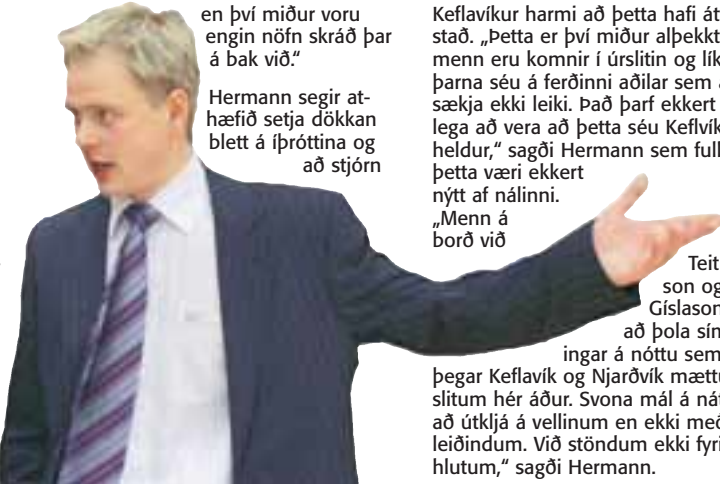 en því miður voru
engin nöfn skráð þar
á bak við.“
Hermann segir at-
hæfið setja dökkan
blett á íþróttina og
að stjórn
Keflavíkur harmi að þetta hafi át
stað. „Þetta er því miður alþekkt
menn eru komnir í úrslitin og lík
þarna séu á ferðinni aðilar sem
sækja ekki leiki. Það þarf ekkert
lega að vera að þetta séu Keflvík
heldur,“ sagði Hermann sem full
þetta væri ekkert
nýtt af nálinni.
„Menn á
borð við
Teit
son og
Gíslason
að þola sín
ingar á nóttu sem
þegar Keflavík og Njarðvík mættu
slitum hér áður. Svona mál á nát
að útkljá á vellinum en ekki með
leiðindum. Við stöndum ekki fyri
hlutum,“ sagði Hermann.